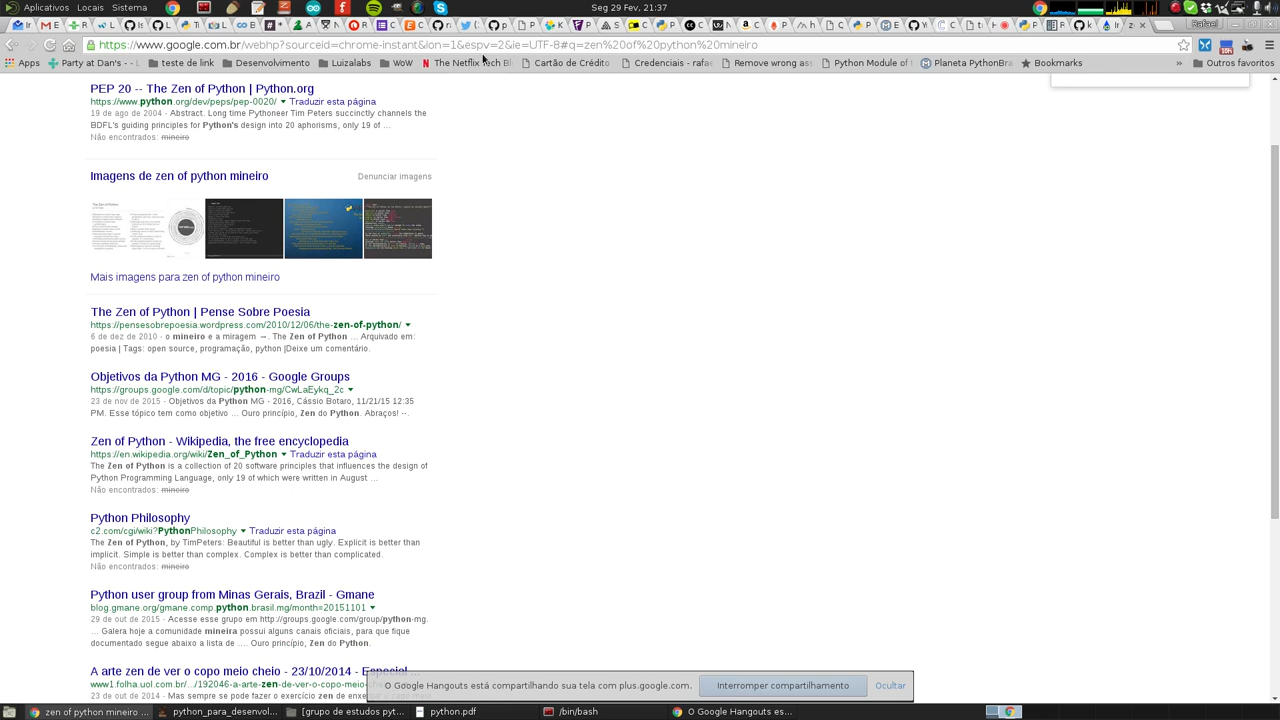 Aplicativos Locais Sistema Seg 29 Fev, 21:37
Rafael
https://www.google.com.br/webhp?sourceid=chrome-instant&ion=1&espv=2&ie=UTF-8#q=zen%20of%20python%20mineiro
Apps Party at Dan's - teste de link Desenvolvimento Luizalabs WoW The Netflix Tech Bl Cartão de Crédito Credenciais - rafae Remove wrong as Python Module of Planeta PythonBra Bookmarks » Outros favoritos
PEP 20 -- The Zen of Python | Python.org
https://www.python.org/dev/peps/pep-0020/ Traduzir esta página
19 de ago de 2004 - Abstract. Long time Pythoneer Tim Peters succinctly channels the
BDFL's guiding principles for Python's design into 20 aphorisms, only 19 of ...
Não encontrados: mineiro
Imagens de zen of python mineiro Denunciar imagens
Mais imagens para zen of python mineiro
The Zen of Python | Pense Sobre Poesia
https://pensesobrepoesia.wordpress.com/2010/12/06/the-zen-of-python/
6 de dez de 2010 - o mineiro e a miragem →. The Zen of Python ... Arquivado em:
poesia | Tags: open source, programação, python |Deixe um comentário.
Objetivos da Python MG - 2016 - Google Groups
https://groups.google.com/d/topic/python-mg/CwLaEykq_2c
23 de nov de 2015 - Objetivos da Python MG - 2016, Cássio Botaro, 11/21/15 12:35
PM. Esse tópico tem como objetivo ... Ouro princípio, Zen do Python. Abraços! --.
Zen of Python - Wikipedia, the free encyclopedia
https://en.wikipedia.org/wiki/Zen_of_Python Traduzir esta página
The Zen of Python is a collection of 20 software principles that influences the design of
Python Programming Language, only 19 of which were written in August ...
Não encontrados: mineiro
Python Philosophy
c2.com/cgi/wiki?PythonPhilosophy Traduzir esta página
The Zen of Python, by TimPeters: Beautiful is better than ugly. Explicit is better than
implicit. Simple is better than complex. Complex is better than complicated.
Não encontrados: mineiro
Python user group from Minas Gerais, Brazil - Gmane
blog.gmane.org/gmane.comp.python.brasil.mg/month=20151101
29 de out de 2015 - Acesse esse grupo em http://groups.google.com/group/python-mg.
... Galera hoje a comunidade mineira possui alguns canais oficiais, para que fique
documentado segue abaixo a lista de .... Ouro princípio, Zen do Python.
A arte zen de ver o copo meio cheio - 23/10/2014 - Especial
www1.folha.uol.com.br/.../192046-a-arte-zen-de-ver-o-copo-meio-
23 de out de 2014 - Mas sempre se pode fazer o exercício zen de
O Google Hangouts está compartilhando sua tela com plus.google.com. Interromper compartilhamento Ocultar
zen of python mineiro ... python_para_desenvol... [grupo de estudos pyt... python.pdf /bin/bash O Google Hangouts es...